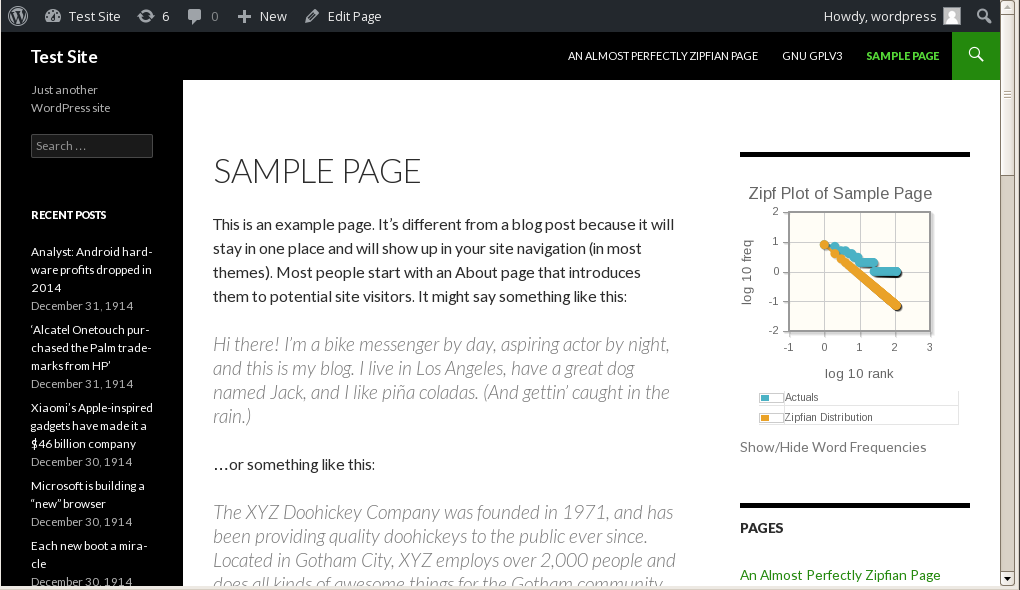 Test Site 6 0 New Edit Page Howdy, wordpress
Test Site
AN ALMOST PERFECTLY ZIPFIAN PAGE GNU GPLV3 SAMPLE PAGE
Just another
WordPress site
Search …
RECENT POSTS
Analyst: Android hard-
ware profits dropped in
2014
December 31, 1914
‘Alcatel Onetouch pur-
chased the Palm trade-
marks from HP’
December 31, 1914
Xiaomi’s Apple-inspired
gadgets have made it a
$46 billion company
December 30, 1914
Microsoft is building a
“new” browser
December 30, 1914
Each new boot a mira-
cle
December 30, 1914
SAMPLE PAGE
This is an example page. It’s different from a blog post because it will
stay in one place and will show up in your site navigation (in most
themes). Most people start with an About page that introduces
them to potential site visitors. It might say something like this:
Hi there! I’m a bike messenger by day, aspiring actor by night,
and this is my blog. I live in Los Angeles, have a great dog
named Jack, and I like piña coladas. (And gettin’ caught in the
rain.)
…or something like this:
The XYZ Doohickey Company was founded in 1971, and has
been providing quality doohickeys to the public ever since.
Located in Gotham City, XYZ employs over 2,000 people and
does all kinds of awesome things for the Gotham community.
Zipf Plot of Sample Page
log 10 freq
2
1
0
-1
-2
-1 0 1 2 3
log 10 rank
Actuals
Zipfian Distribution
Show/Hide Word Frequencies
PAGES
An Almost Perfectly Zipfian Page